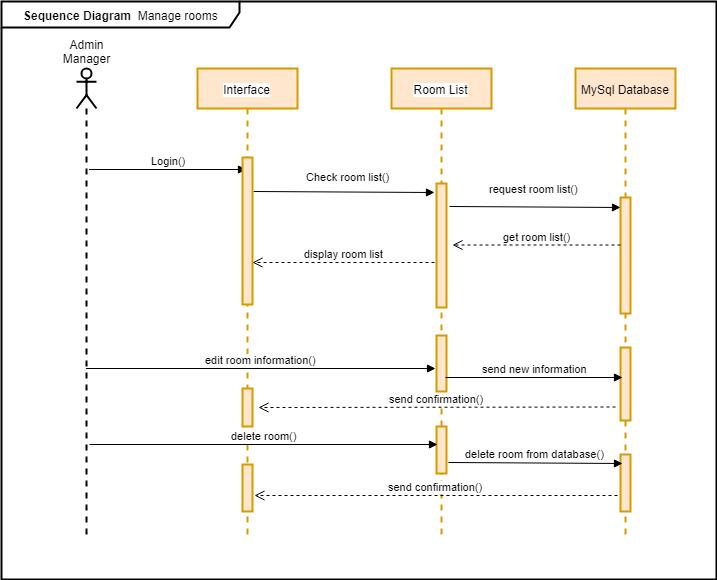 Sequence Diagram Manage rooms
Admin
Manager
Interface
Room List
MySql Database
Login()
Check room list()
request room list()
get room list()
display room list
edit room information()
send new information
send confirmation()
delete room()
delete room from database()
send confirmation()